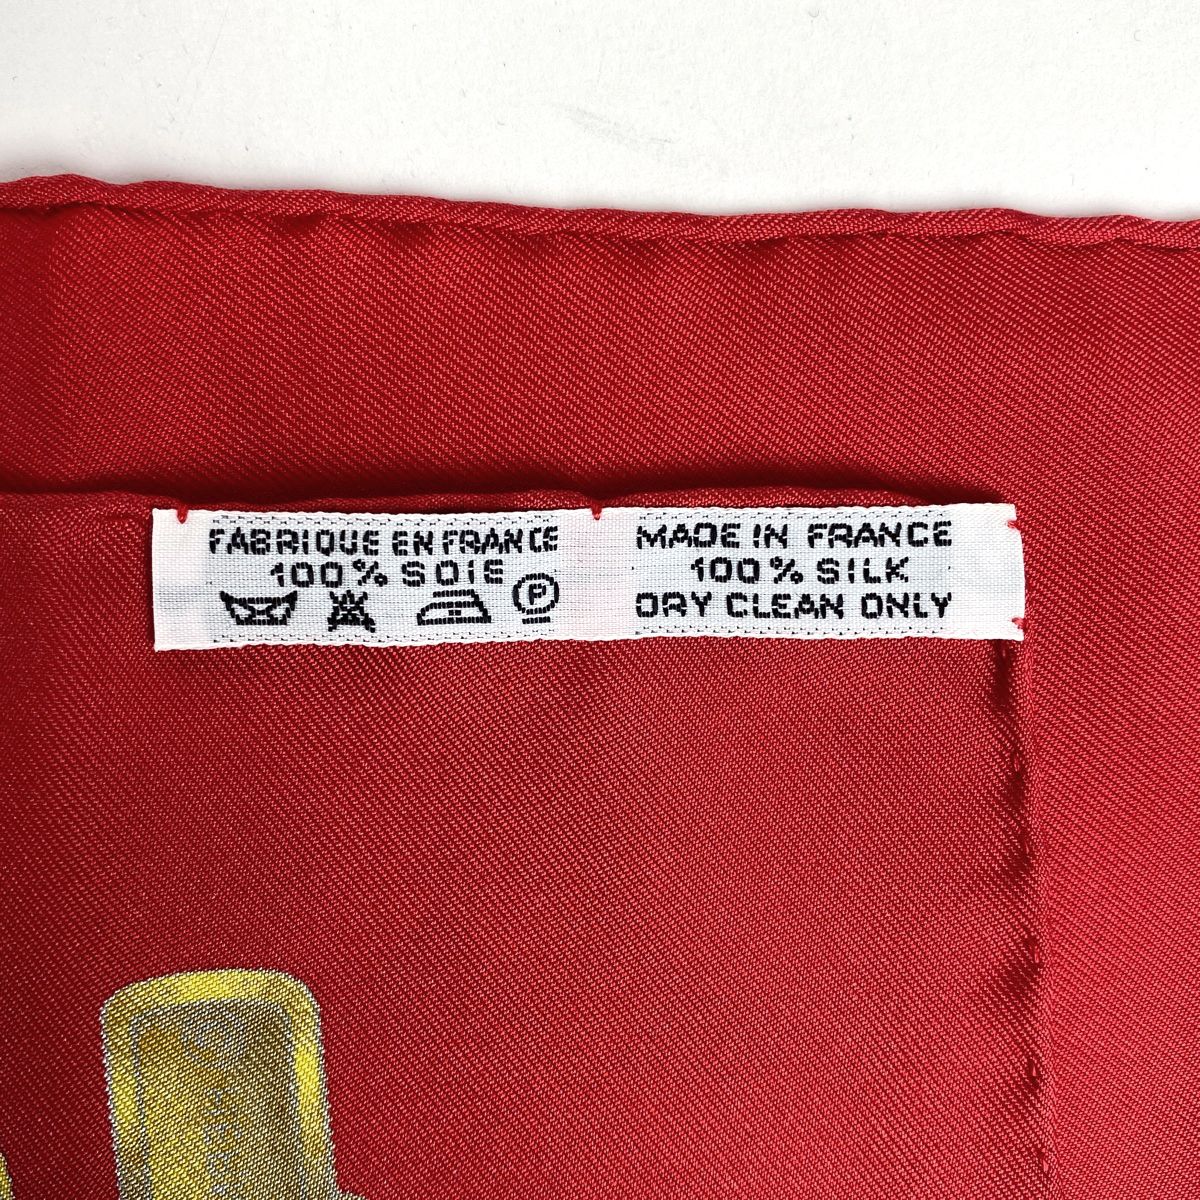 FABRIQUE EN FRANCE
100% SOIE
P
MADE IN FRANCE
100% SILK
DRY CLEAN ONLY